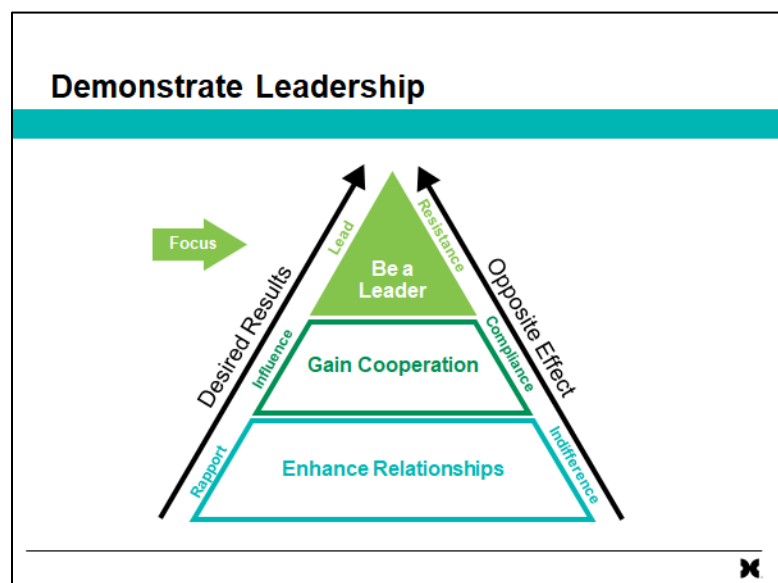 Demonstrate Leadership
Focus
Desired Results
Opposite Effect
Lead
Resistance
Be a
Leader
Influence
Gain Cooperation
Compliance
Rapport
Enhance Relationships
Indifference